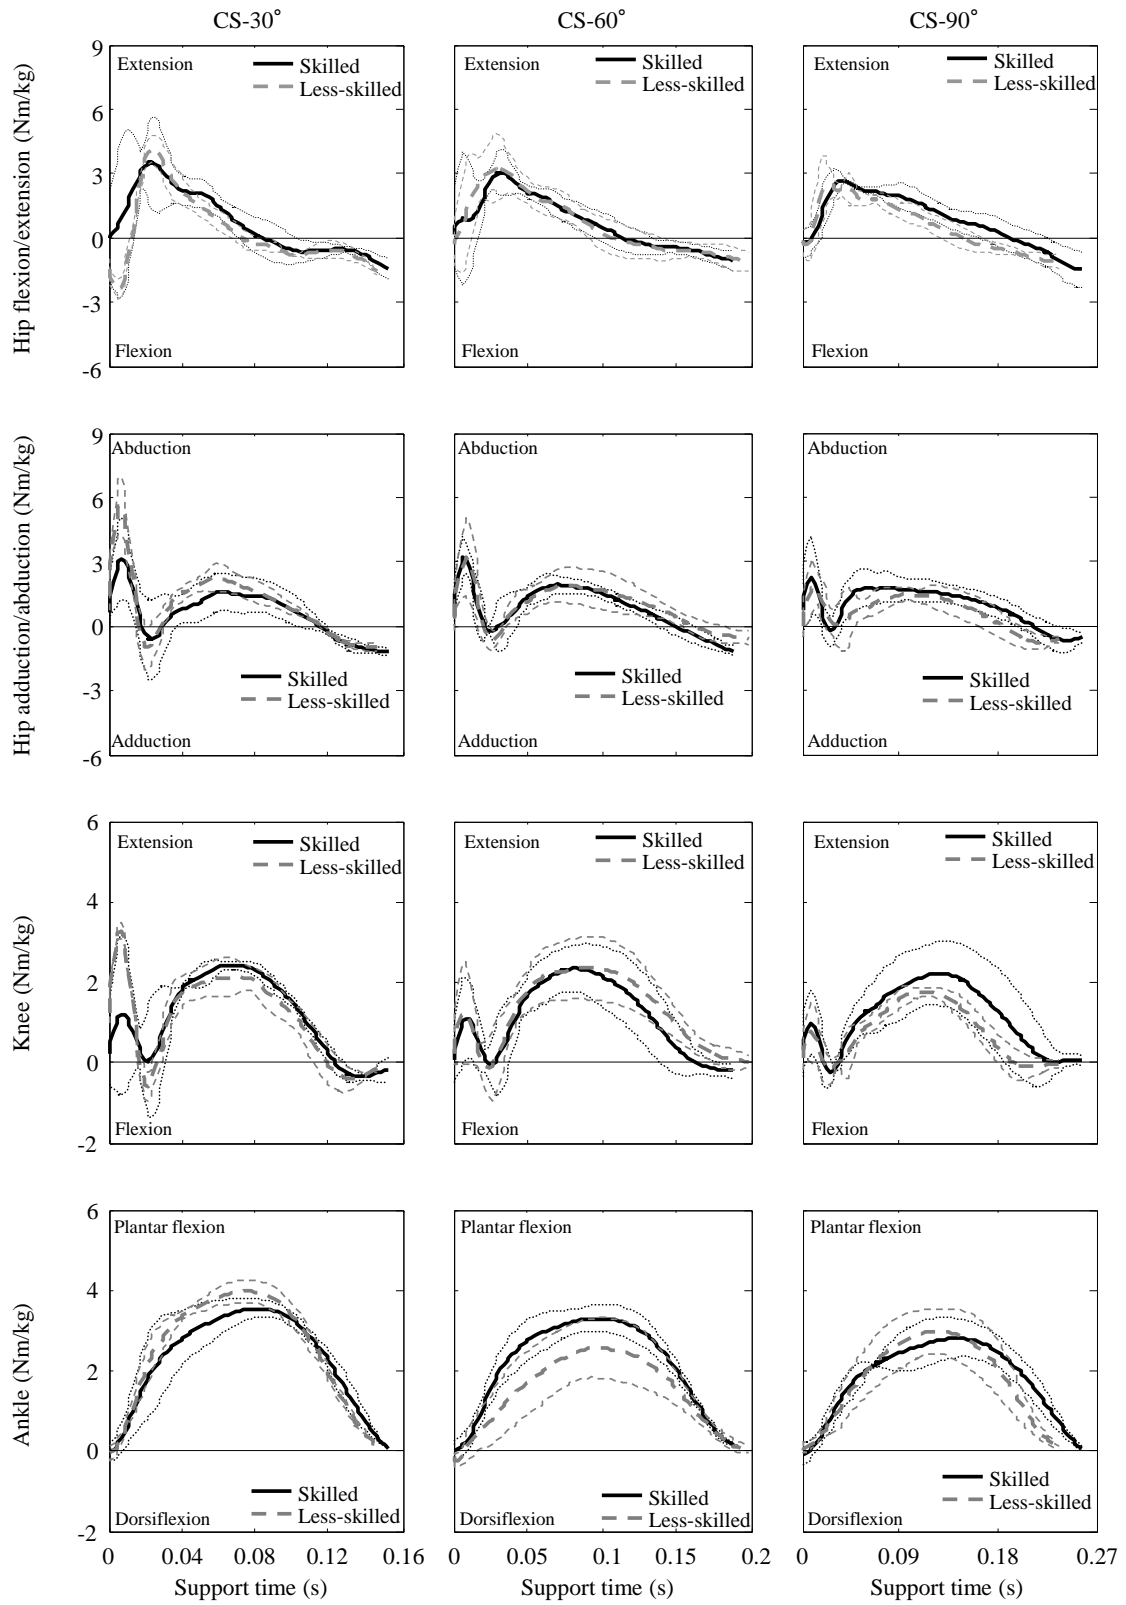 CS-30° CS-60° CS-90°
Hip flexion/extension (Nm/kg)
9
6
3
0
-3
-6
Extension
Skilled
Less-skilled
Flexion
Extension
Skilled
Less-skilled
Flexion
Extension
Skilled
Less-skilled
Flexion
Hip adduction/abduction (Nm/kg)
9
6
3
0
-3
-6
Abduction
Skilled
Less-skilled
Adduction
Abduction
Skilled
Less-skilled
Adduction
Abduction
Skilled
Less-skilled
Adduction
Knee (Nm/kg)
6
4
2
0
-2
Extension
Skilled
Less-skilled
Flexion
Extension
Skilled
Less-skilled
Flexion
Extension
Skilled
Less-skilled
Flexion
Ankle (Nm/kg)
6
4
2
0
-2
Plantar flexion
Skilled
Less-skilled
Dorsiflexion
Plantar flexion
Skilled
Less-skilled
Dorsiflexion
Plantar flexion
Skilled
Less-skilled
Dorsiflexion
0 0.04 0.08 0.12 0.16
Support time (s)
0 0.05 0.1 0.15 0.2
Support time (s)
0 0.09 0.18 0.27
Support time (s)